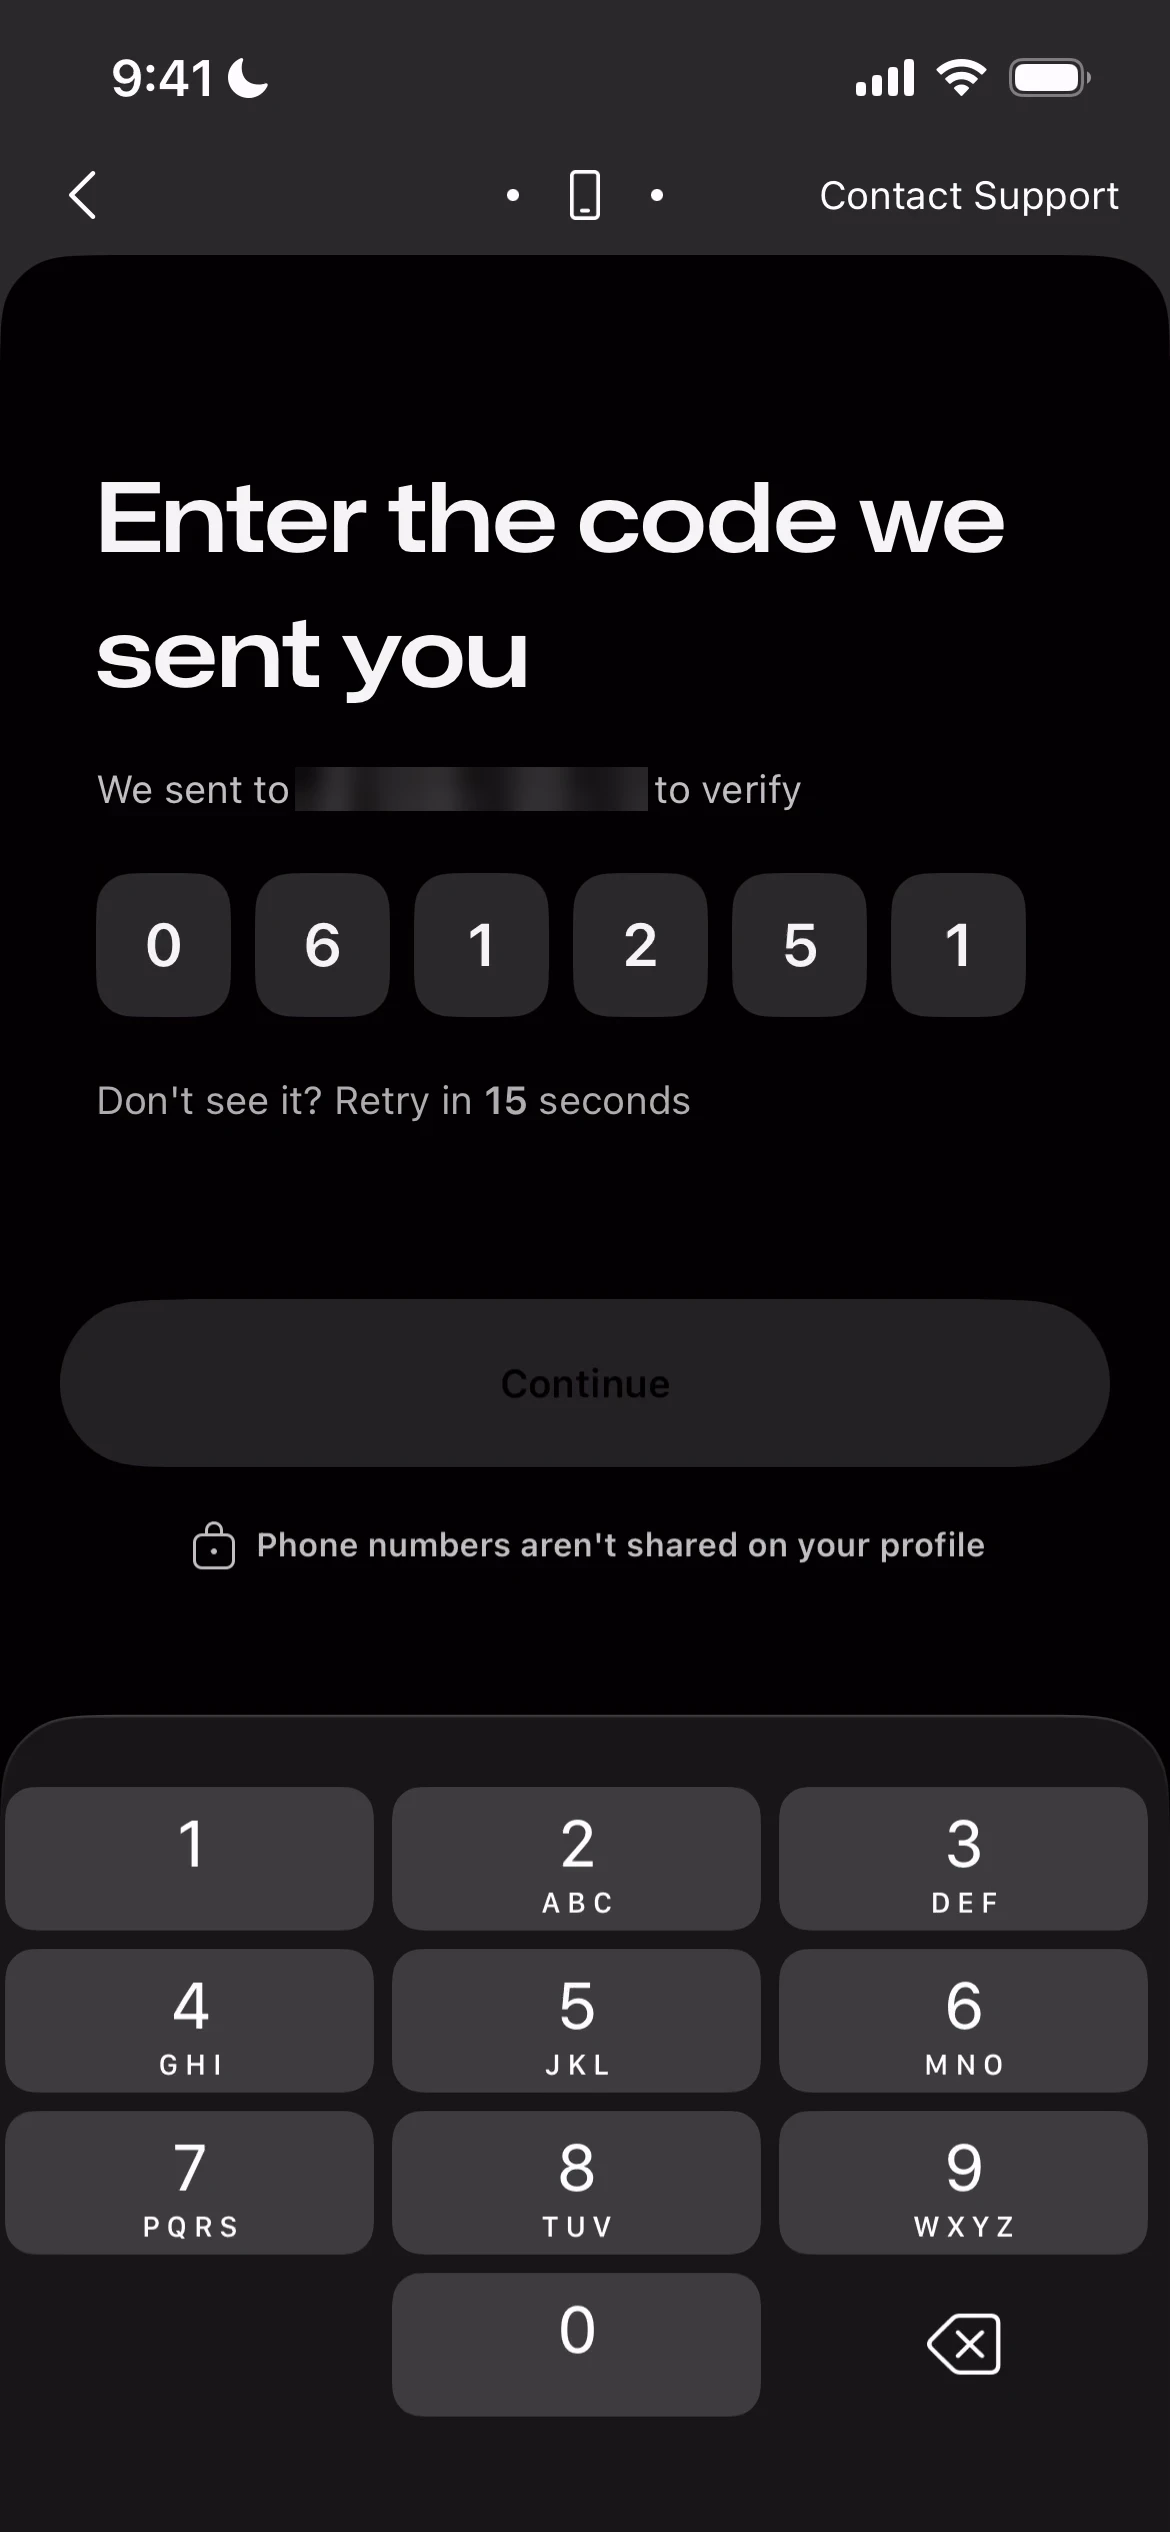 9:41
Contact Support
Enter the code we
sent you
We sent to to verify
0 6 1 2 5 1
Don't see it? Retry in 15 seconds
Continue
Phone numbers aren't shared on your profile
1 2 3
ABC DEF
4 5 6
GHI JKL MNO
7 8 9
PQRS TUV WXYZ
0